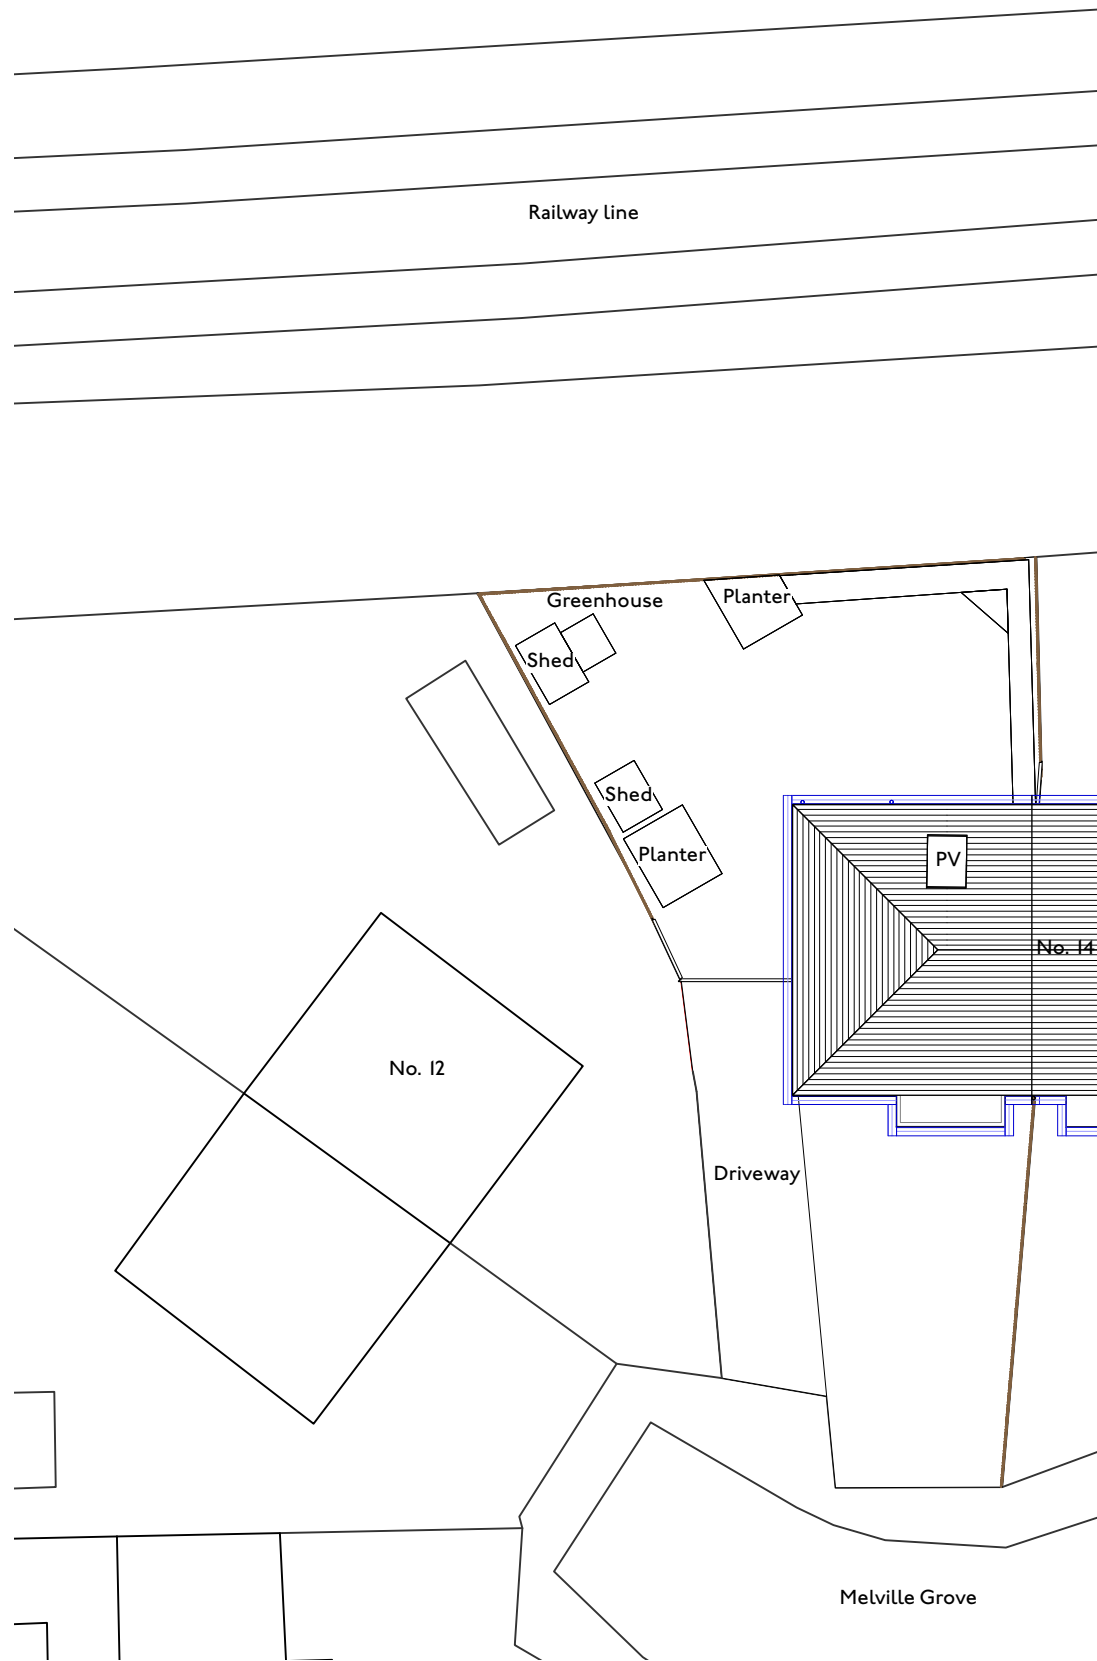 Railway line
Greenhouse
Planter
Shed
Shed
Planter
PV
No. 14
No. 12
Driveway
Melville Grove